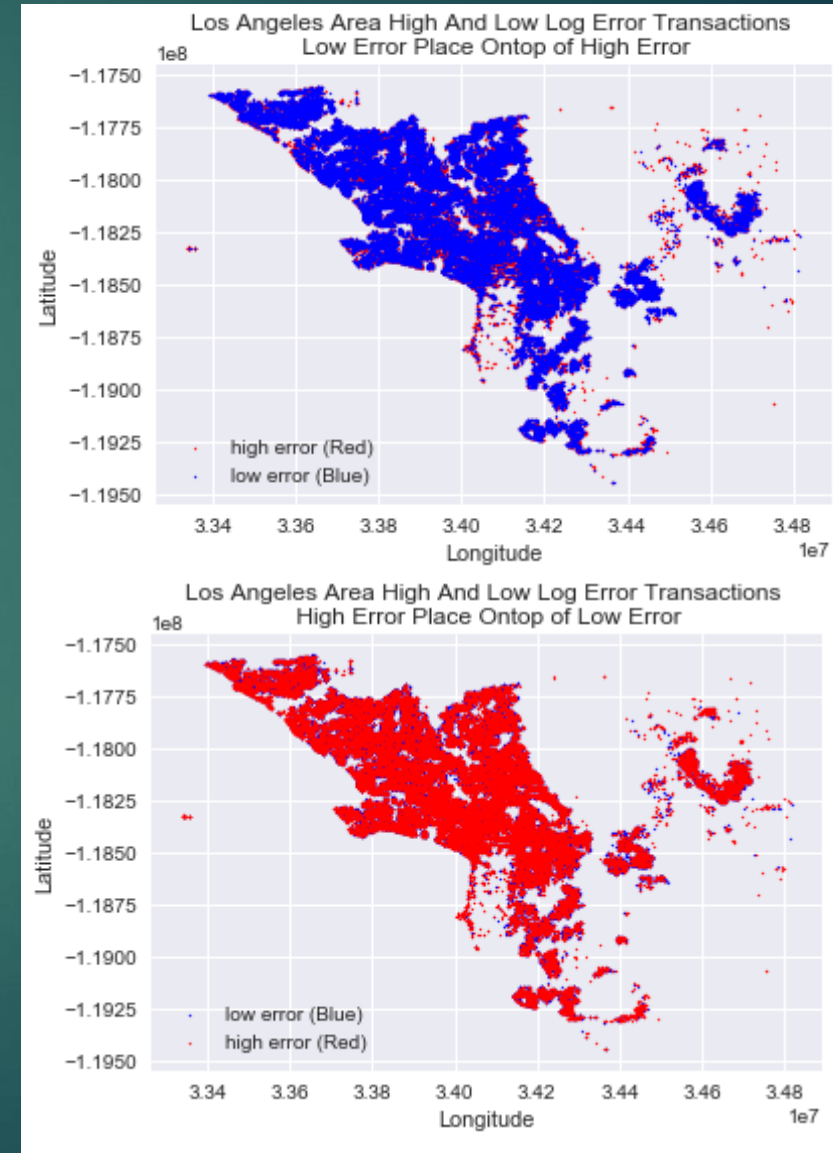 Los Angeles Area High And Low Log Error Transactions
Low Error Place Ontop of High Error
1e8
−1.1750
−1.1775
−1.1800
−1.1825
−1.1850
−1.1875
−1.1900
−1.1925
−1.1950
Latitude
high error (Red)
low error (Blue)
3.34 3.36 3.38 3.40 3.42 3.44 3.46 3.48
Longitude
1e7
Los Angeles Area High And Low Log Error Transactions
High Error Place Ontop of Low Error
1e8
−1.1750
−1.1775
−1.1800
−1.1825
−1.1850
−1.1875
−1.1900
−1.1925
−1.1950
Latitude
low error (Blue)
high error (Red)
3.34 3.36 3.38 3.40 3.42 3.44 3.46 3.48
Longitude
1e7